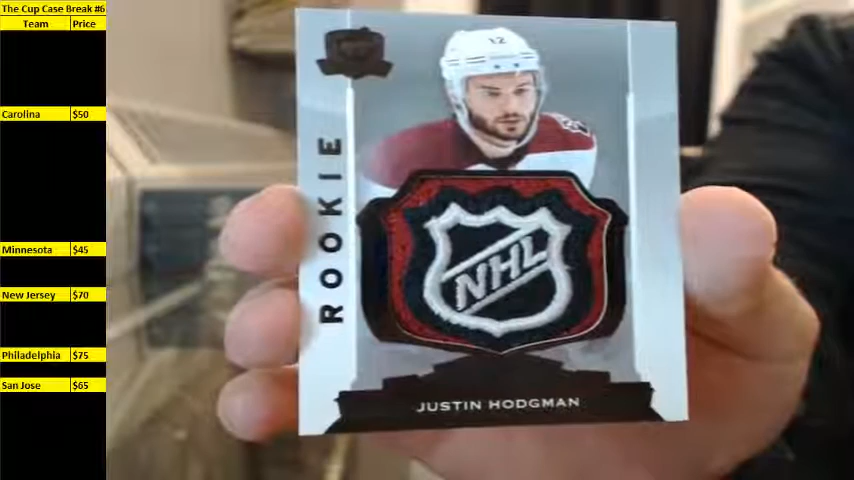 The Cup Case Break #6
Team Price
Carolina $50
Minnesota $45
New Jersey $70
Philadelphia $75
San Jose $65
12
ROOKIE
NHL
JUSTIN HODGMAN